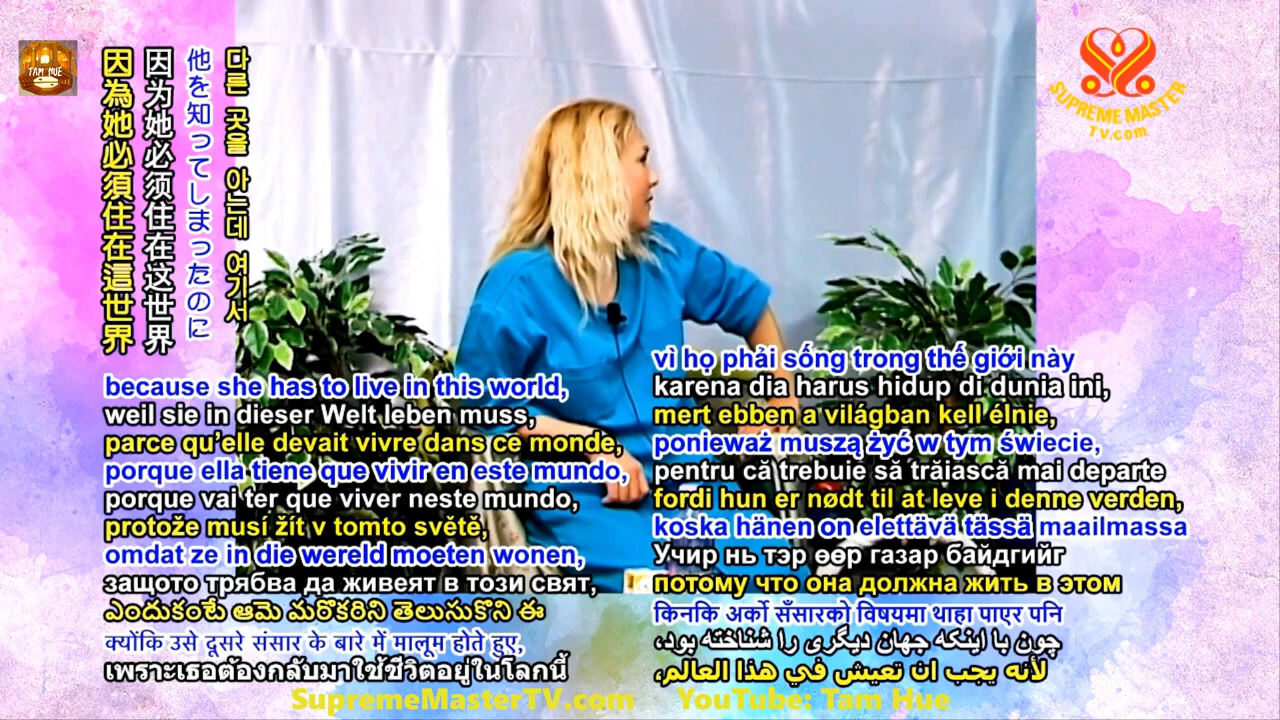 TAM HUE
因為她必須住在這世界
因为她必须住在这世界
他を知ってしまったのに
다른 곳을 아는데 여기서
SUPREME MASTER
TV.com
because she has to live in this world,
weil sie in dieser Welt leben muss,
parce qu'elle devait vivre dans ce monde,
porque ella tiene que vivir en este mundo,
porque vai ter que viver neste mundo,
protože musí žít v tomto světě,
omdat ze in die wereld moeten wonen,
защото трябва да живеят в този свят,
ఎందుకంటే ఆమె మరొకరిని తెలుసుకొని ఈ
क्योंकि उसे दूसरे संसार के बारे में मालूम होते हुए,
เพราะเธอต้องกลับมาใช้ชีวิตอยู่ในโลกนี้
vì họ phải sống trong thế giới này
karena dia harus hidup di dunia ini,
mert ebben a világban kell élnie,
ponieważ muszą żyć w tym świecie,
pentru că trebuie să trăiască mai departe
fordi hun er nødt til at leve i denne verden,
koska hänen on elettävä tässä maailmassa
Учир нь тэр өөр газар байдгийг
потому что она должна жить в этом
किनकि अर्को सँसारको विषयमा थाहा पाएर पनि
چون با اینکه جهان دیگری را شناخته بود،
لأنه يجب ان تعيش في هذا العالم،
SupremeMasterTV.com YouTube: Tam Hue